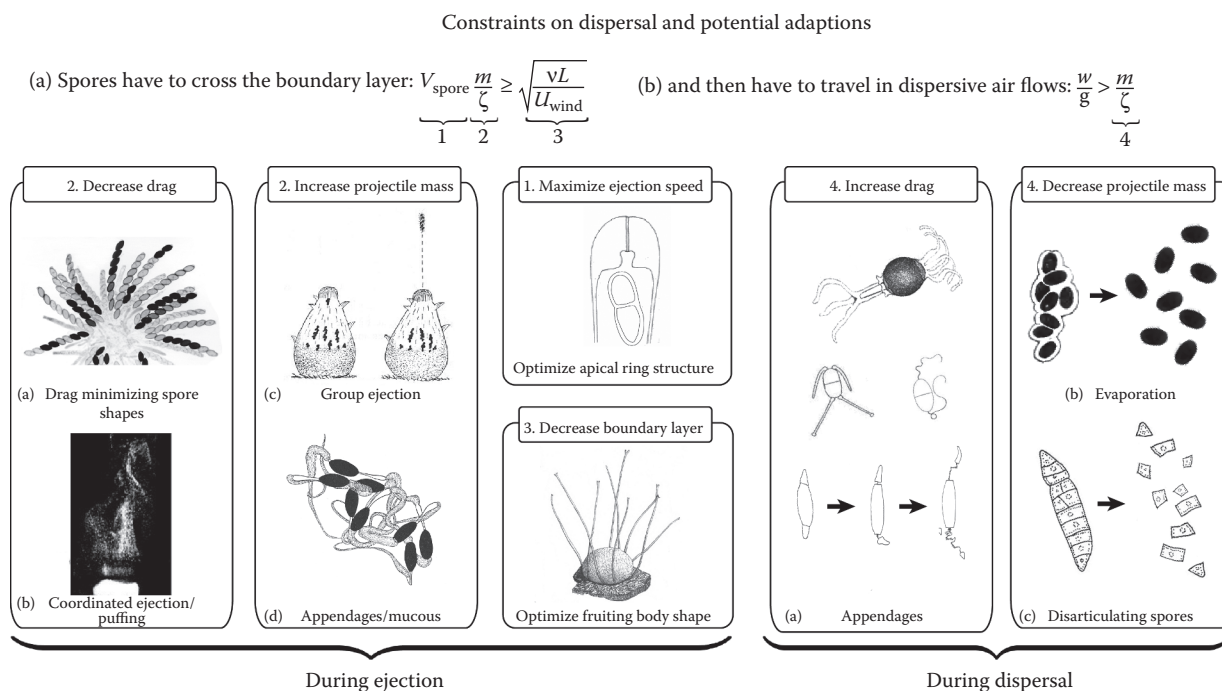 Constraints on dispersal and potential adaptions
(a) Spores have to cross the boundary layer: V_spore m/ζ ≥ √(νL/U_wind)
1 2 3
(b) and then have to travel in dispersive air flows: w/g > m/ζ
4
2. Decrease drag
(a) Drag minimizing spore
shapes
(b) Coordinated ejection/
puffing
2. Increase projectile mass
(c) Group ejection
(d) Appendages/mucous
1. Maximize ejection speed
Optimize apical ring structure
3. Decrease boundary layer
Optimize fruiting body shape
During ejection
4. Increase drag
(a) Appendages
4. Decrease projectile mass
(b) Evaporation
(c) Disarticulating spores
During dispersal